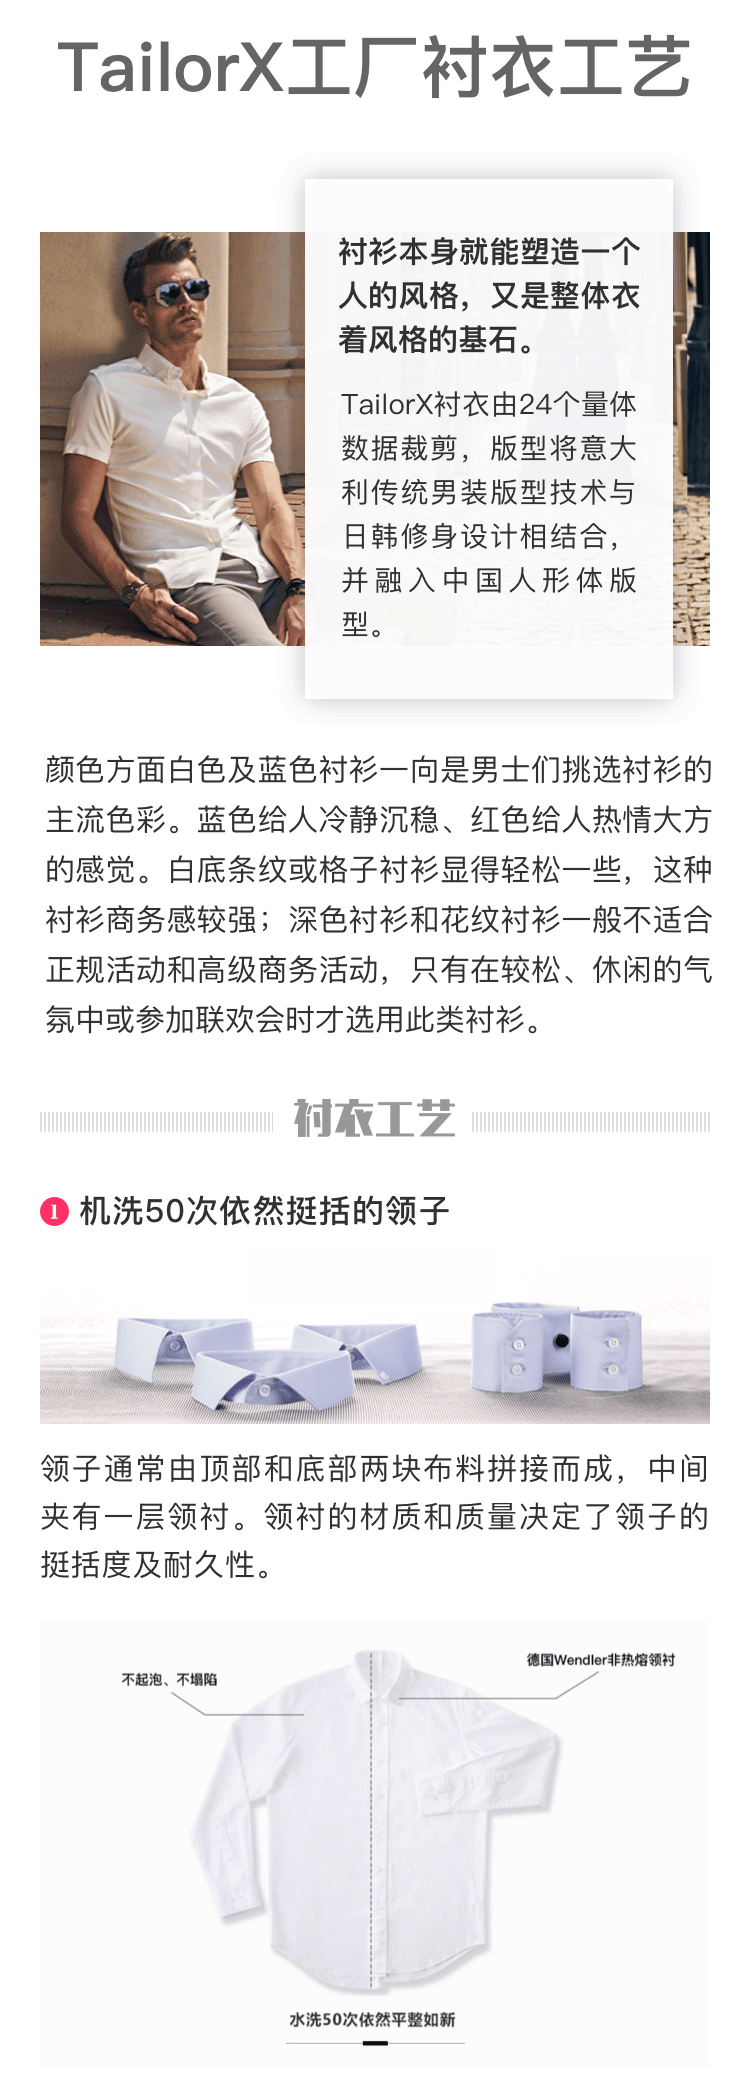 TailorX工厂衬衣工艺
衬衫本身就能塑造一个
人的风格，又是整体衣
着风格的基石。
TailorX衬衣由24个量体
数据裁剪，版型将意大
利传统男装版型技术与
日韩修身设计相结合，
并融入中国人形体版
型。
颜色方面白色及蓝色衬衫一向是男士们挑选衬衫的
主流色彩。蓝色给人冷静沉稳、红色给人热情大方
的感觉。白底条纹或格子衬衫显得轻松一些，这种
衬衫商务感较强；深色衬衫和花纹衬衫一般不适合
正规活动和高级商务活动，只有在较松、休闲的气
氛中或参加联欢会时才选用此类衬衫。
衬衣工艺
1 机洗50次依然挺括的领子
领子通常由顶部和底部两块布料拼接而成，中间
夹有一层领衬。领衬的材质和质量决定了领子的
挺括度及耐久性。
德国Wendler非热熔领衬
不起泡、不塌陷
水洗50次依然平整如新